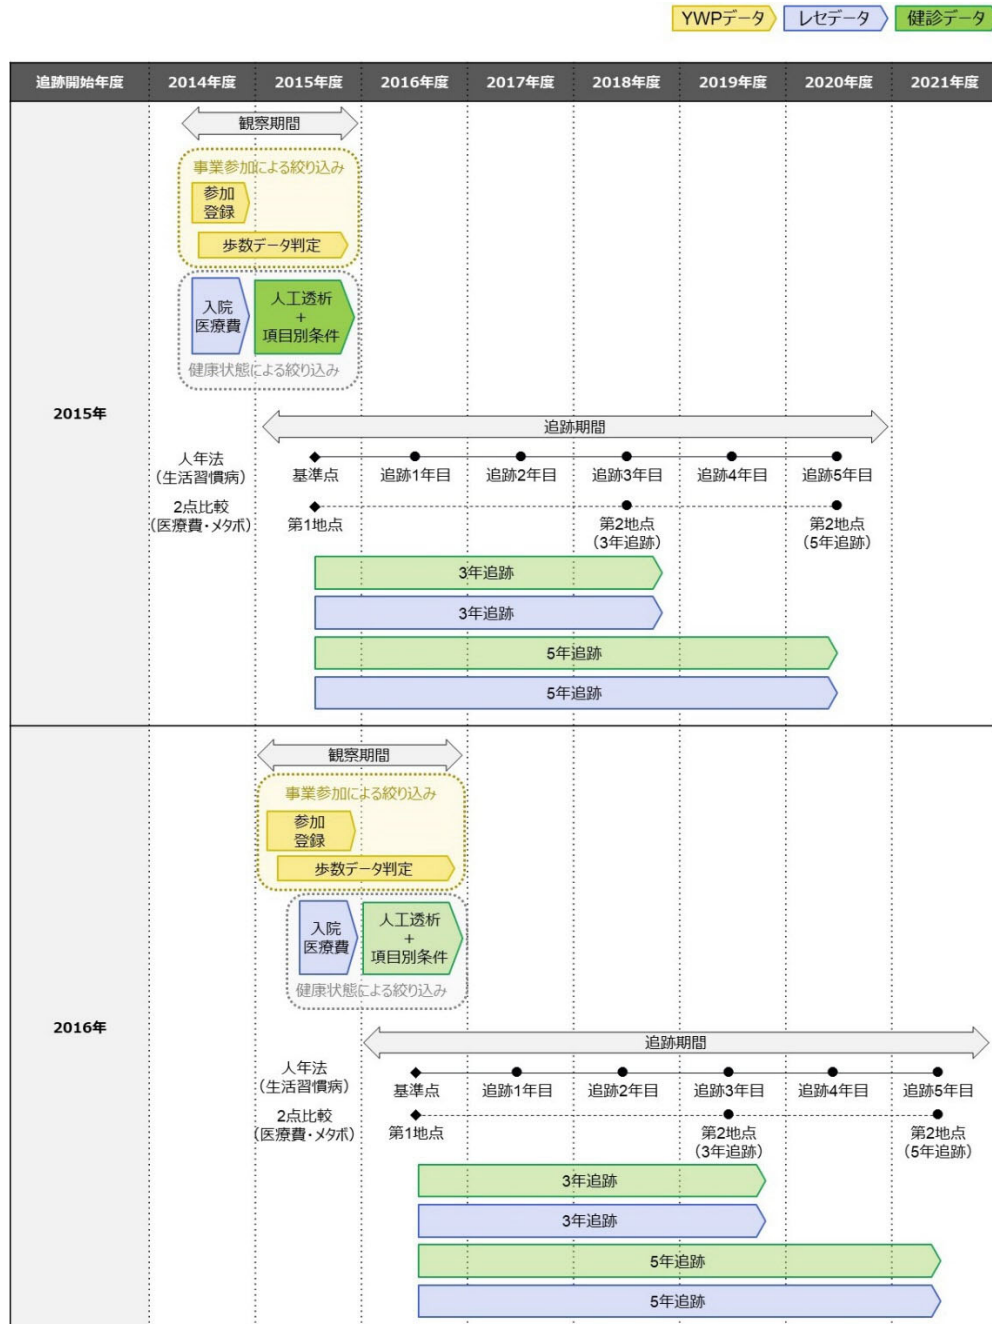 YWPデータ
レセデータ
健診データ
追跡開始年度 2014年度 2015年度 2016年度 2017年度 2018年度 2019年度 2020年度 2021年度
2015年
観察期間
事業参加による絞り込み
参加
登録
歩数データ判定
入院
医療費
人工透析
+
項目別条件
健康状態による絞り込み
追跡期間
人年法
(生活習慣病)
基準点 追跡1年目 追跡2年目 追跡3年目 追跡4年目 追跡5年目
2点比較
(医療費・メタボ)
第1地点
第2地点
(3年追跡)
第2地点
(5年追跡)
3年追跡
3年追跡
5年追跡
5年追跡
2016年
観察期間
事業参加による絞り込み
参加
登録
歩数データ判定
入院
医療費
人工透析
+
項目別条件
健康状態による絞り込み
追跡期間
人年法
(生活習慣病)
基準点 追跡1年目 追跡2年目 追跡3年目 追跡4年目 追跡5年目
2点比較
(医療費・メタボ)
第1地点
第2地点
(3年追跡)
第2地点
(5年追跡)
3年追跡
3年追跡
5年追跡
5年追跡